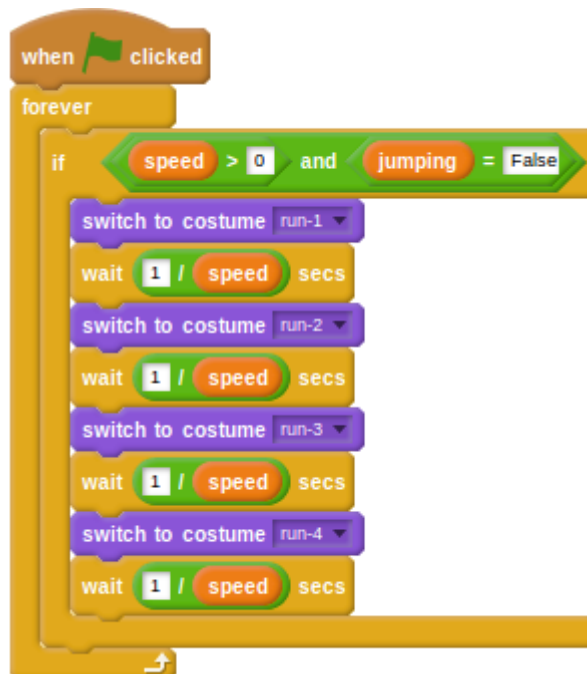 when clicked
forever
if speed > 0 and jumping = False
switch to costume run-1
wait 1 / speed secs
switch to costume run-2
wait 1 / speed secs
switch to costume run-3
wait 1 / speed secs
switch to costume run-4
wait 1 / speed secs